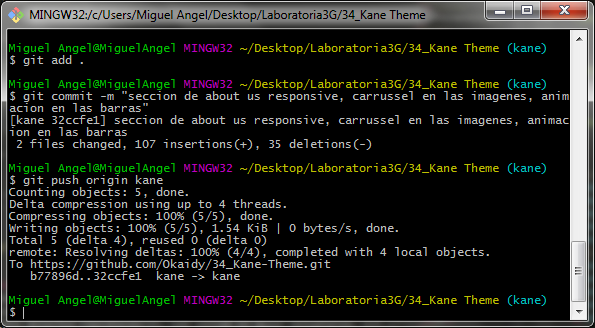 MINGW32:/c/Users/Miguel Angel/Desktop/Laboratoria3G/34_Kane Theme
Miguel Angel@MiguelAngel MINGW32 ~/Desktop/Laboratoria3G/34_Kane Theme (kane)
$ git add .
Miguel Angel@MiguelAngel MINGW32 ~/Desktop/Laboratoria3G/34_Kane Theme (kane)
$ git commit -m "seccion de about us responsive, carrussel en las imagenes, anim
acion en las barras"
[kane 32ccfe1] seccion de about us responsive, carrussel en las imagenes, animac
ion en las barras
 2 files changed, 107 insertions(+), 35 deletions(-)
Miguel Angel@MiguelAngel MINGW32 ~/Desktop/Laboratoria3G/34_Kane Theme (kane)
$ git push origin kane
Counting objects: 5, done.
Delta compression using up to 4 threads.
Compressing objects: 100% (5/5), done.
Writing objects: 100% (5/5), 1.54 KiB | 0 bytes/s, done.
Total 5 (delta 4), reused 0 (delta 0)
remote: Resolving deltas: 100% (4/4), completed with 4 local objects.
To https://github.com/Okaidy/34_Kane-Theme.git
   b77896d..32ccfe1  kane -> kane
Miguel Angel@MiguelAngel MINGW32 ~/Desktop/Laboratoria3G/34_Kane Theme (kane)
$